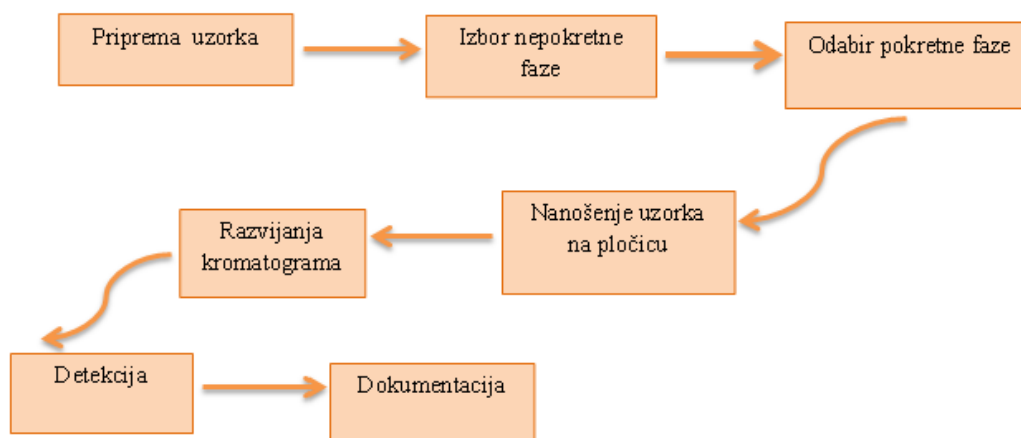 Priprema uzorka
Izbor nepokretne
faze
Odabir pokretne faze
Nanošenje uzorka
na pločicu
Razvijanja
kromatograma
Detekcija
Dokumentacija